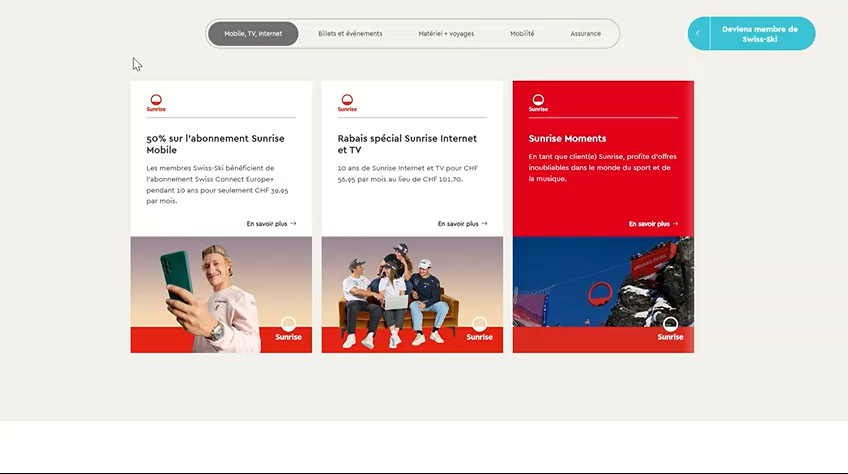 Mobile, TV, Internet
Billets et événements
Matériel + voyages
Mobilité
Assurance
Deviens membre de
Swiss-Ski
Sunrise
50% sur l'abonnement Sunrise
Mobile
Les membres Swiss-Ski bénéficient de
l'abonnement Swiss Connect Europe+
pendant 10 ans pour seulement CHF 39.95
par mois.
En savoir plus
Sunrise
Sunrise
Rabais spécial Sunrise Internet
et TV
10 ans de Sunrise Internet et TV pour CHF
56.95 par mois au lieu de CHF 101.70.
En savoir plus
Sunrise
Sunrise
Sunrise Moments
En tant que client(e) Sunrise, profite d'offres
inoubliables dans le monde du sport et de
la musique.
En savoir plus
Sunrise